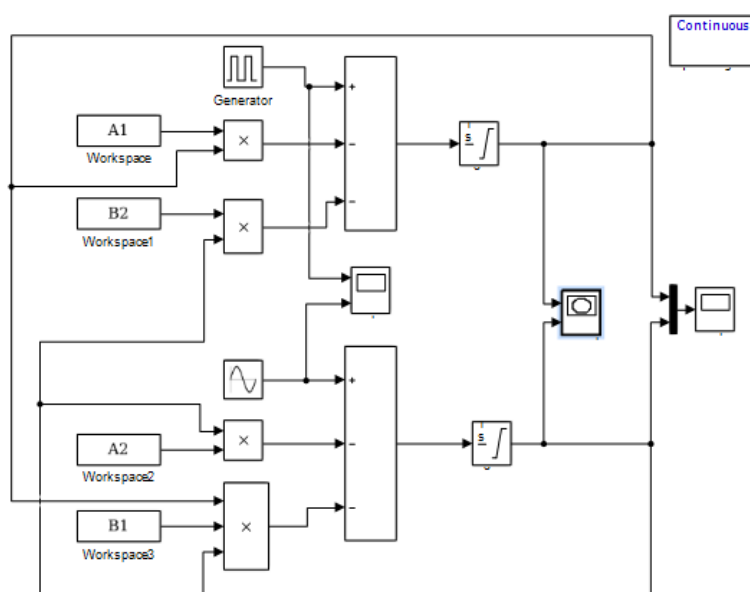 Continuous
Generator
+
A1
×
−
Workspace
B2
×
−
Workspace1
+
A2
×
−
Workspace2
B1
×
−
Workspace3